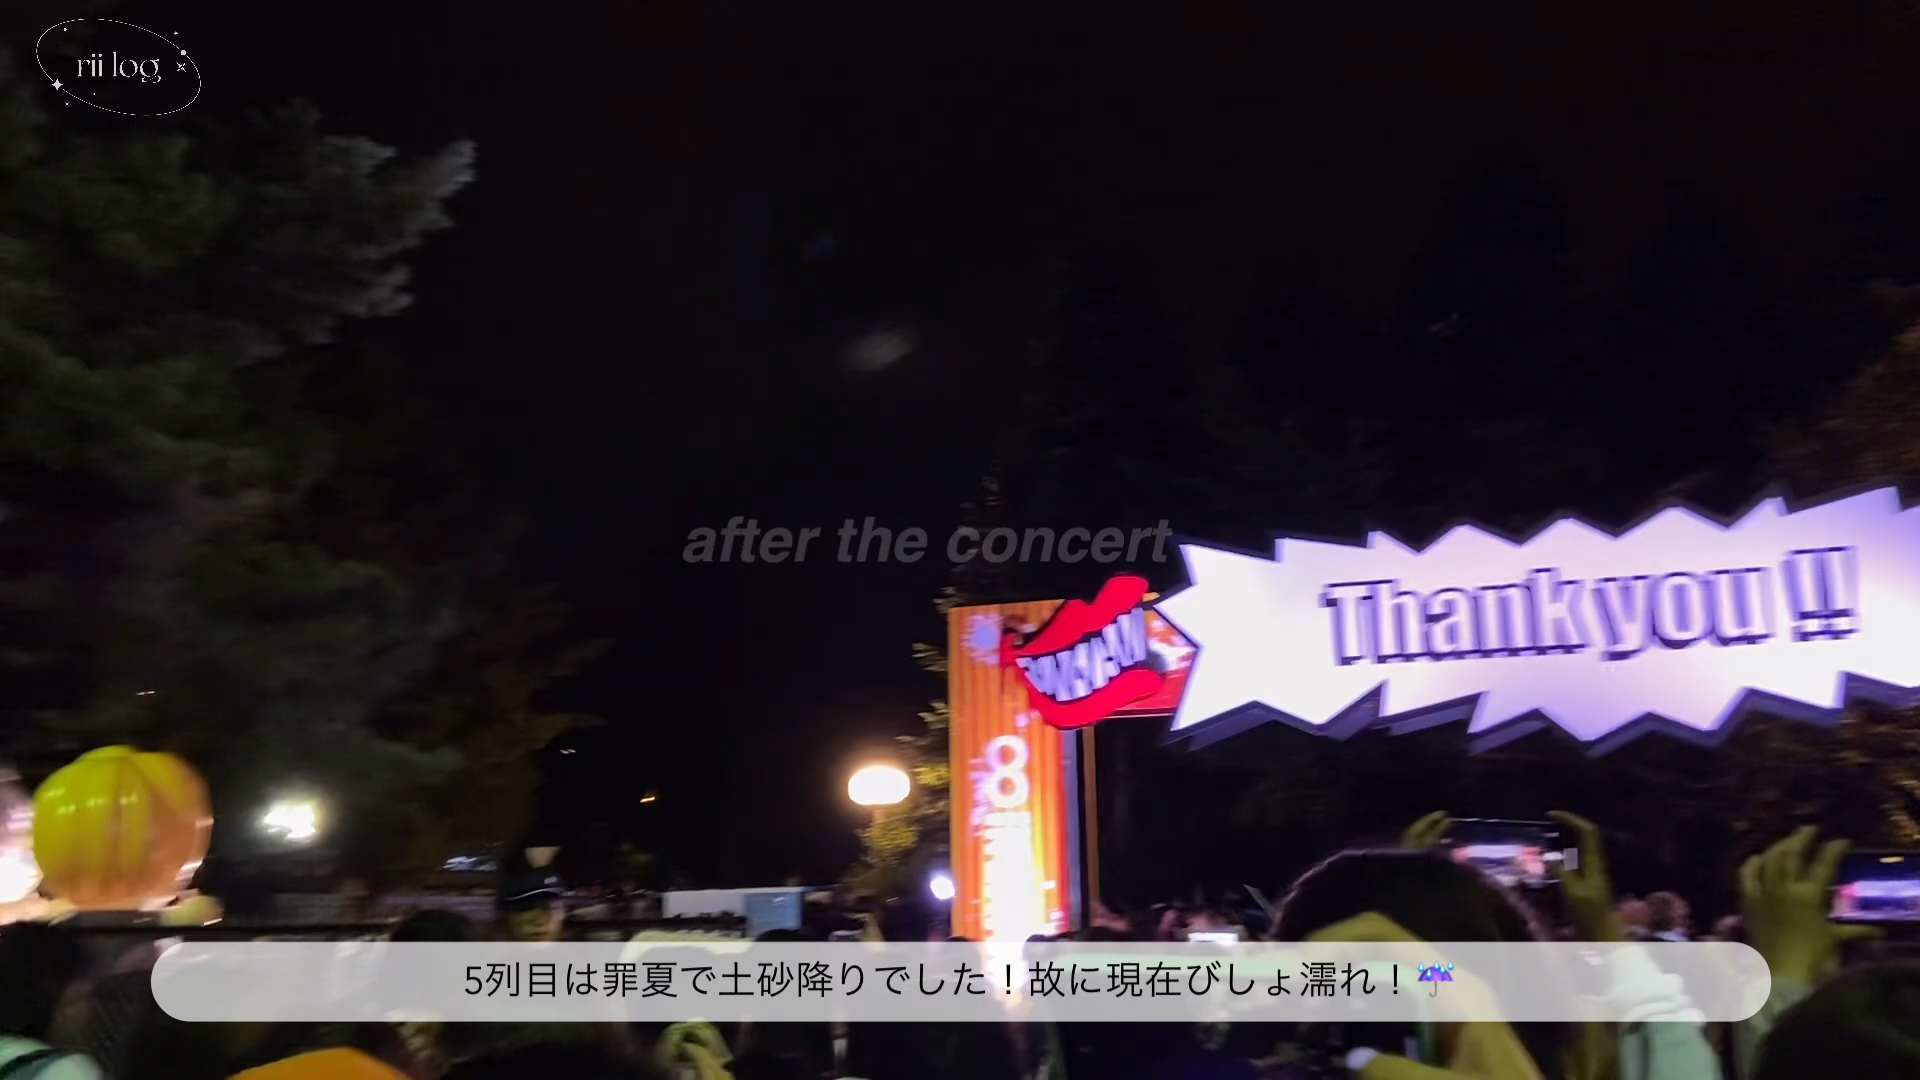 rii log
after the concert
Thank you !!
8
5列目は罪夏で土砂降りでした！故に現在びしょ濡れ！☔